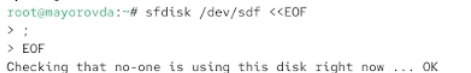 root@mayorovda:~# sfdisk /dev/sdf <<EOF
> ;
> EOF
Checking that no-one is using this disk right now ... OK